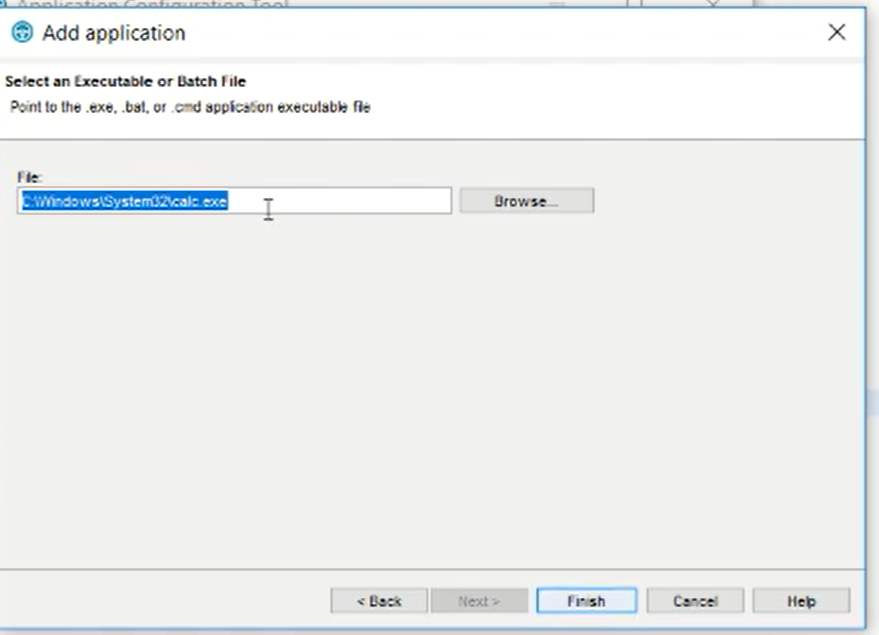 Application Configuration Tool
Add application
Select an Executable or Batch File
Point to the .exe, .bat, or .cmd application executable file
File:
C:\Windows\System32\calc.exe
Browse...
< Back
Next >
Finish
Cancel
Help